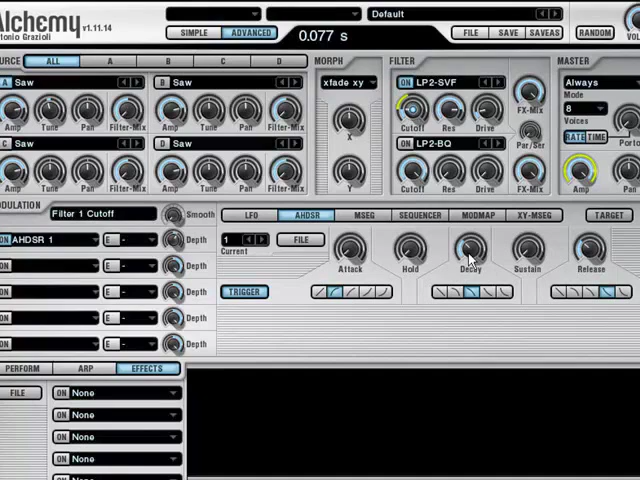 Alchemy v1.11.14
Antonio Grazioli
Default
SIMPLE ADVANCED 0.077 s FILE SAVE SAVEAS RANDOM
ALL A B C D MORPH FILTER MASTER
A Saw B Saw xfade xy ON LP2-SVF Always
Mode
8
Voices
Amp Tune Pan Filter-Mix Amp Tune Pan Filter-Mix X Cutoff Res Drive FX-Mix
Par/Ser
RATE TIME
C Saw D Saw ON LP2-BQ
Amp Tune Pan Filter-Mix Amp Tune Pan Filter-Mix Y Cutoff Res Drive FX-Mix Amp Pan
Filter 1 Cutoff Smooth LFO AHDSR MSEG SEQUENCER MODMAP XY-MSEG TARGET
ON AHDSR 1 E - Depth 1 FILE
Current
Attack Hold Decay Sustain Release
E - Depth
E - Depth TRIGGER
E - Depth
E - Depth
PERFORM ARP EFFECTS
FILE ON None
ON None
ON None
ON None
ON